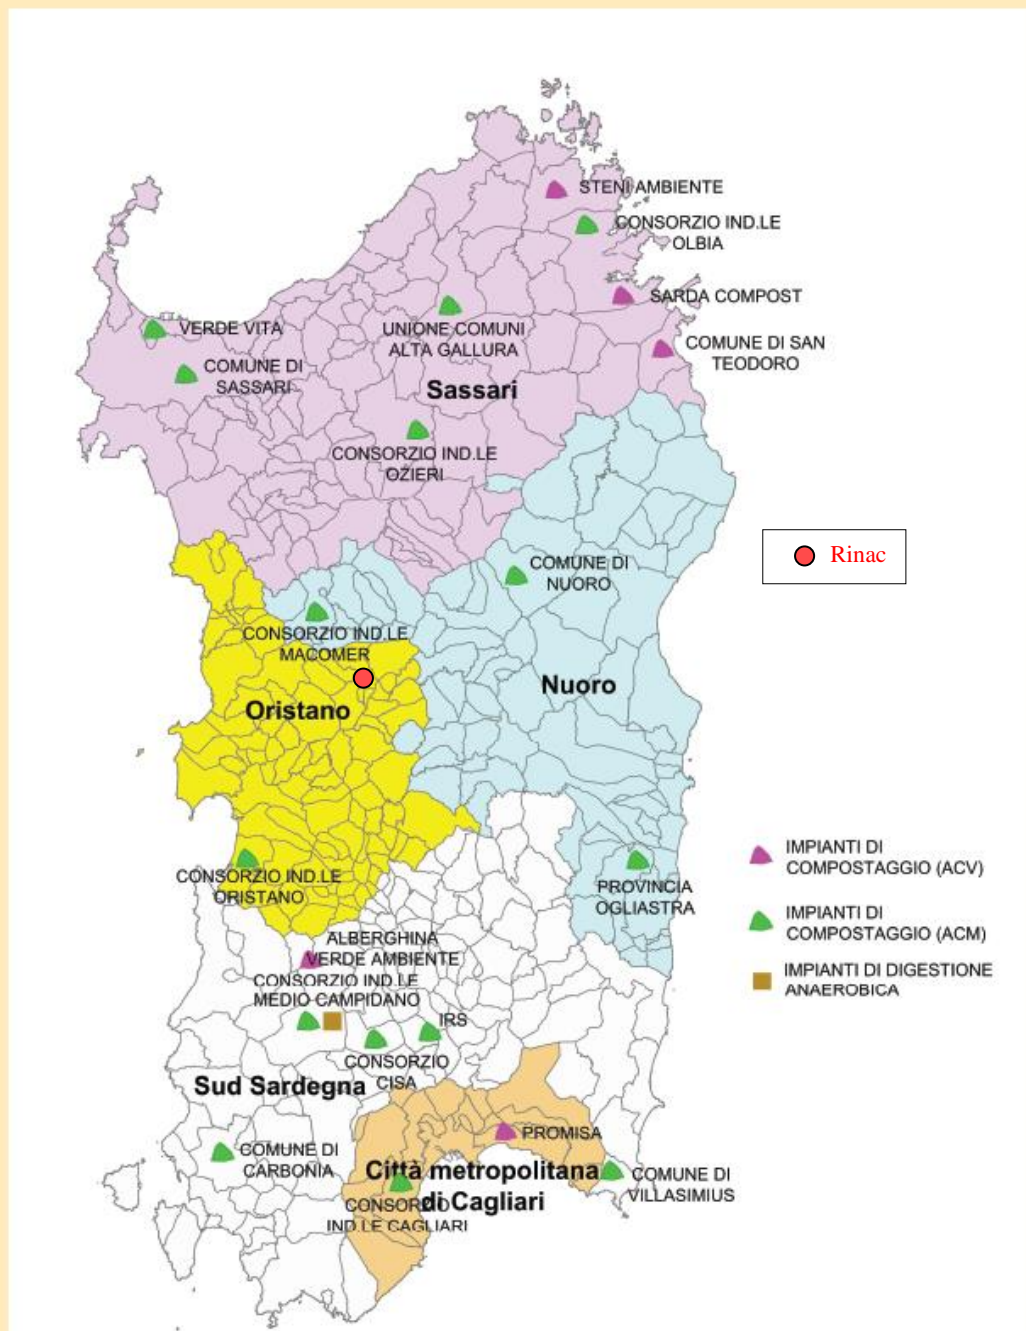 STENI AMBIENTE
CONSORZIO IND.LE
OLBIA
SARDA COMPOST
VERDE VITA
UNIONE COMUNI
ALTA GALLURA
COMUNE DI SAN
TEODORO
COMUNE DI
SASSARI
Sassari
CONSORZIO IND.LE
OZIERI
Rinac
COMUNE DI
NUORO
CONSORZIO IND.LE
MACOMER
Nuoro
Oristano
IMPIANTI DI
COMPOSTAGGIO (ACV)
CONSORZIO IND.LE
ORISTANO
PROVINCIA
OGLIASTRA
IMPIANTI DI
COMPOSTAGGIO (ACM)
ALBERGHINA
VERDE AMBIENTE
IMPIANTI DI DIGESTIONE
ANAEROBICA
CONSORZIO IND.LE
MEDIO CAMPIDANO
IRS
CONSORZIO
CISA
Sud Sardegna
PROMISA
COMUNE DI
CARBONIA
Città metropolitana
di Cagliari
COMUNE DI
VILLASIMIUS
CONSORZIO
IND.LE CAGLIARI